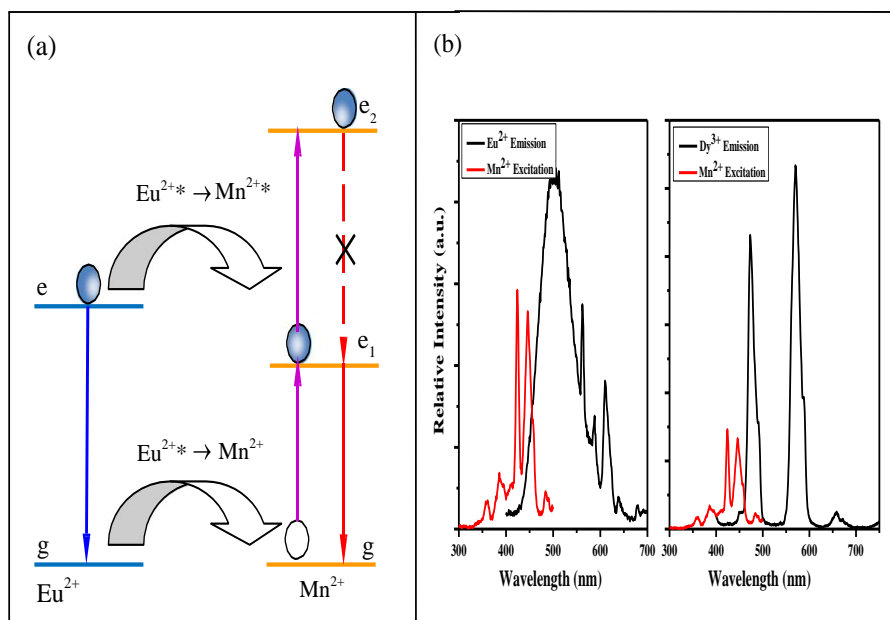 (a)
e₂
Eu²⁺* → Mn²⁺*
e
e₁
Eu²⁺* → Mn²⁺
g
g
Eu²⁺
Mn²⁺
(b)
Relative Intensity (a.u.)
Eu²⁺ Emission
Mn²⁺ Excitation
300 400 500 600 700
Wavelength (nm)
Dy³⁺ Emission
Mn²⁺ Excitation
300 400 500 600 700
Wavelength (nm)